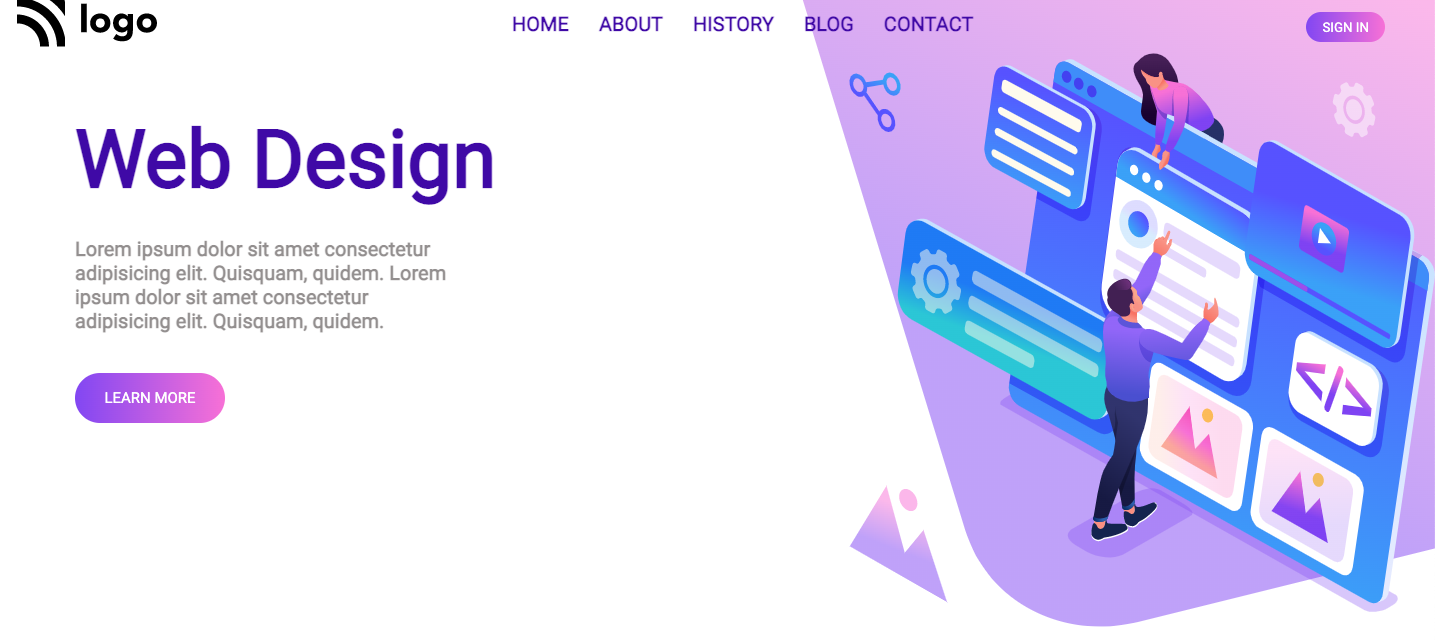 logo
HOME ABOUT HISTORY BLOG CONTACT
SIGN IN
Web Design
Lorem ipsum dolor sit amet consectetur
adipisicing elit. Quisquam, quidem. Lorem
ipsum dolor sit amet consectetur
adipisicing elit. Quisquam, quidem.
LEARN MORE
</>